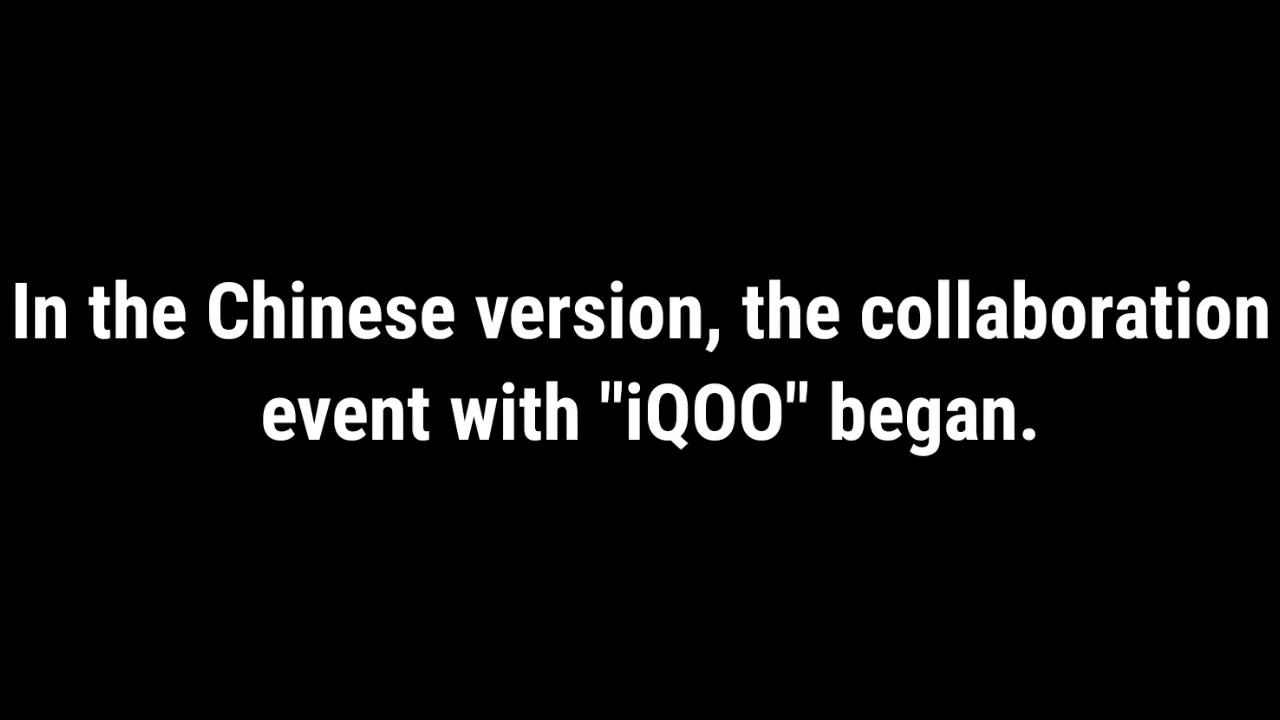 In the Chinese version, the collaboration
event with "iQOO" began.